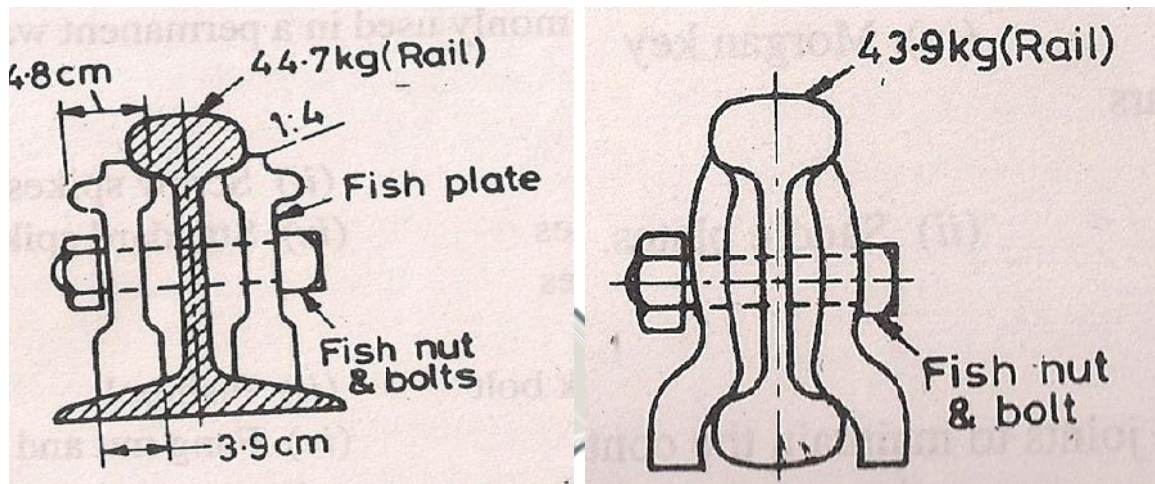 4·8cm
44·7kg(Rail)
1:4
Fish plate
Fish nut
& bolts
3·9cm
43·9kg(Rail)
Fish nut
& bolt